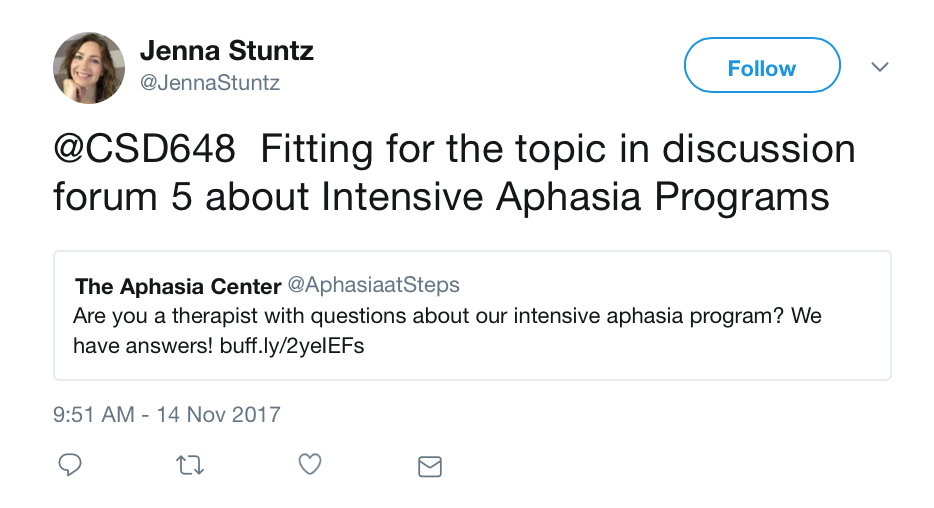 Jenna Stuntz
@JennaStuntz
Follow
@CSD648  Fitting for the topic in discussion
forum 5 about Intensive Aphasia Programs
The Aphasia Center @AphasiaatSteps
Are you a therapist with questions about our intensive aphasia program? We
have answers! buff.ly/2yelEFs
9:51 AM - 14 Nov 2017